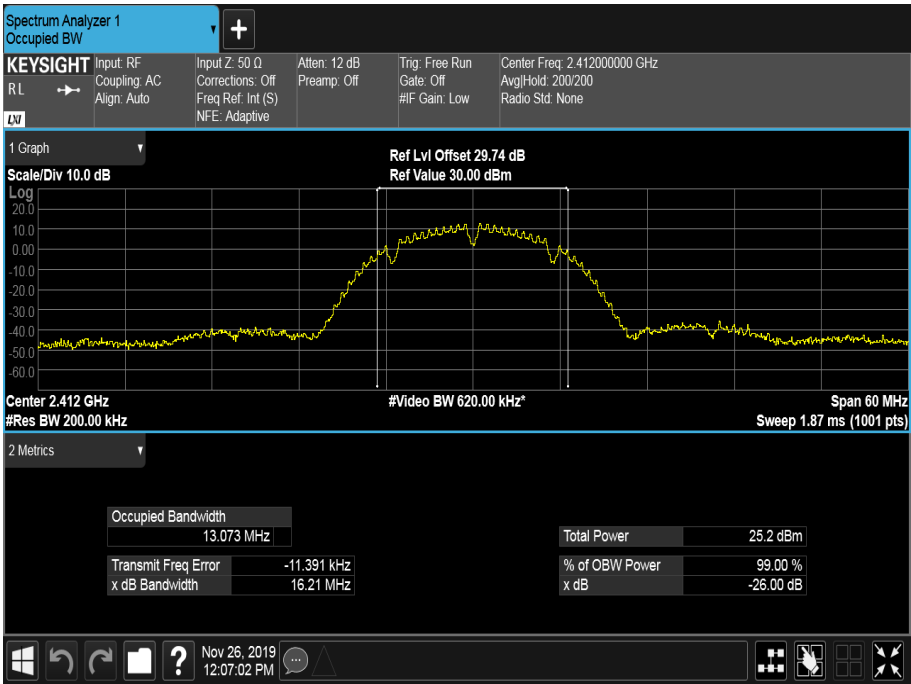 Spectrum Analyzer 1
Occupied BW
+
KEYSIGHT
RL
LXI
Input: RF
Coupling: AC
Align: Auto
Input Z: 50 Ω
Corrections: Off
Freq Ref: Int (S)
NFE: Adaptive
Atten: 12 dB
Preamp: Off
Trig: Free Run
Gate: Off
#IF Gain: Low
Center Freq: 2.412000000 GHz
Avg|Hold: 200/200
Radio Std: None
1 Graph
Scale/Div 10.0 dB
Ref Lvl Offset 29.74 dB
Ref Value 30.00 dBm
Log
20.0
10.0
0.00
-10.0
-20.0
-30.0
-40.0
-50.0
-60.0
Center 2.412 GHz
#Video BW 620.00 kHz*
Span 60 MHz
#Res BW 200.00 kHz
Sweep 1.87 ms (1001 pts)
2 Metrics
Occupied Bandwidth
13.073 MHz
Total Power 25.2 dBm
Transmit Freq Error -11.391 kHz
% of OBW Power 99.00 %
x dB Bandwidth 16.21 MHz
x dB -26.00 dB
?
Nov 26, 2019
12:07:02 PM